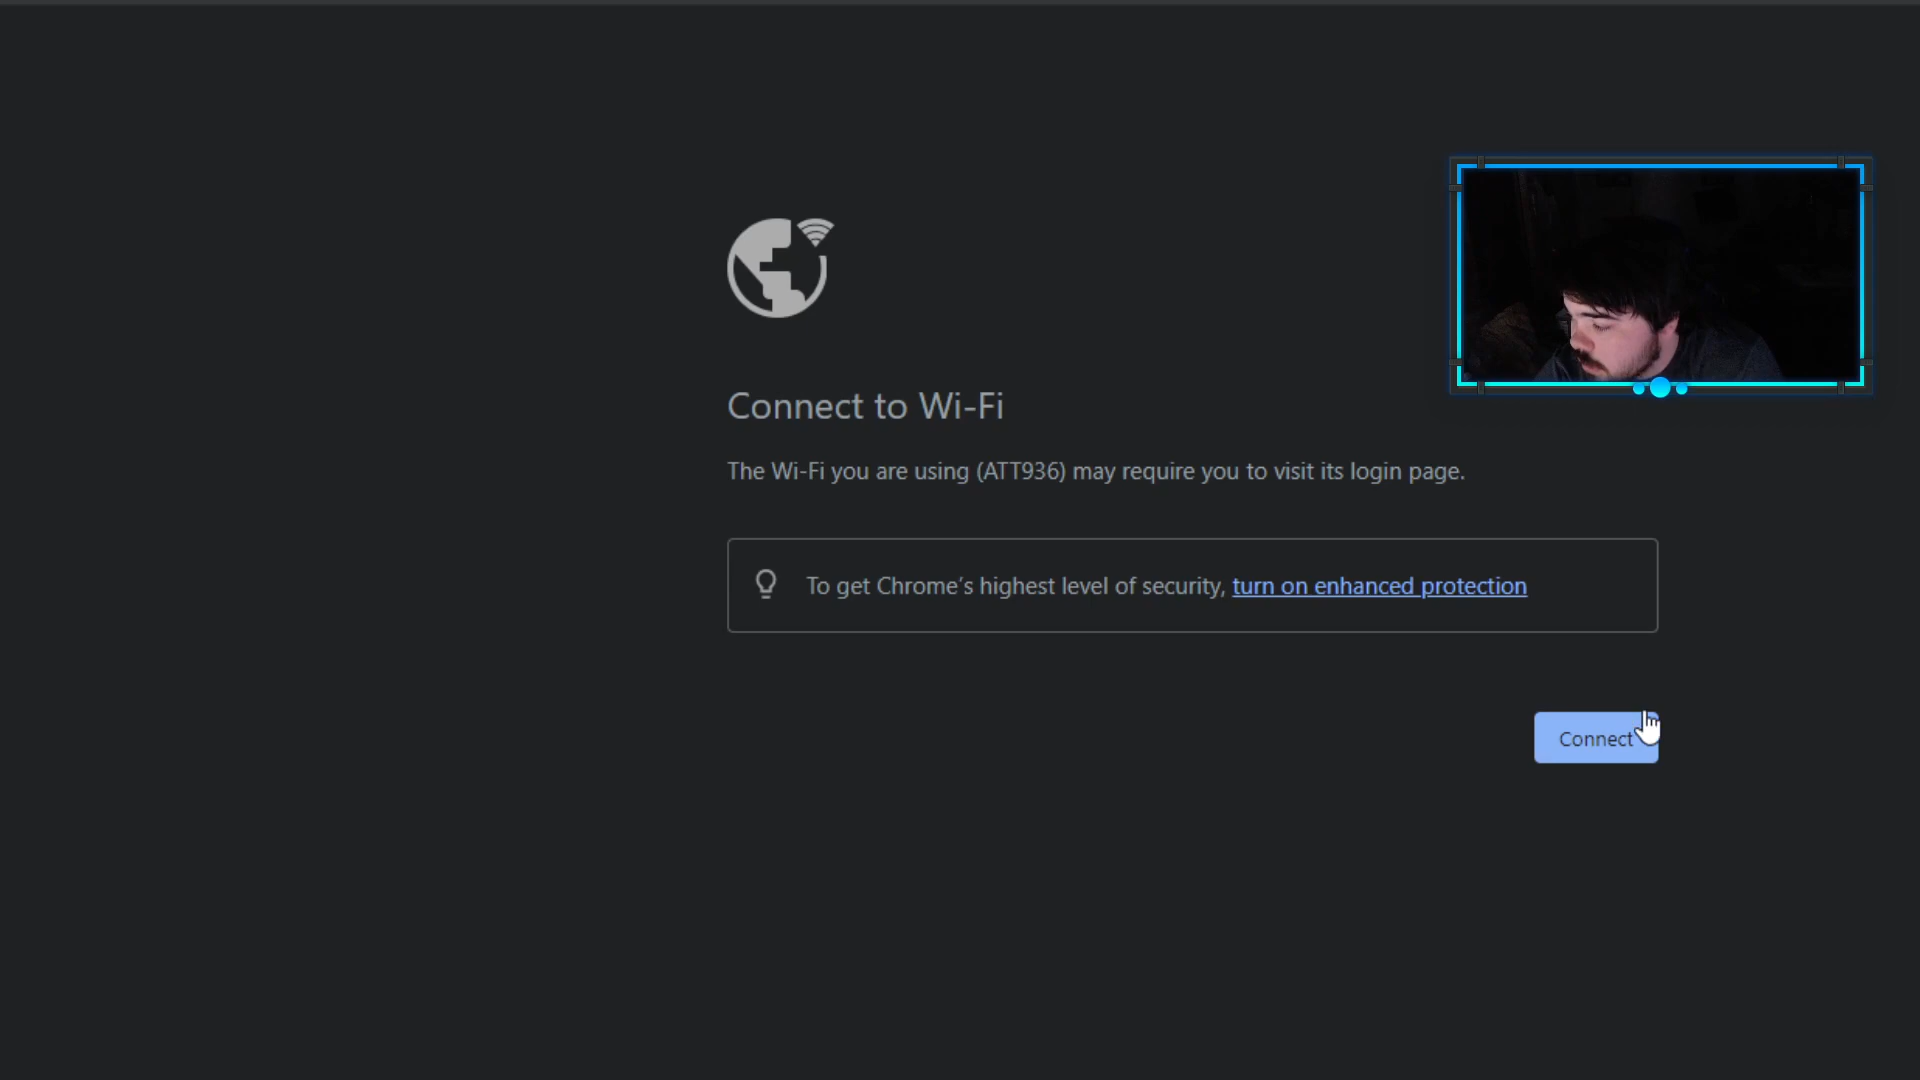 Connect to Wi-Fi
The Wi-Fi you are using (ATT936) may require you to visit its login page.
To get Chrome’s highest level of security, turn on enhanced protection
Connect